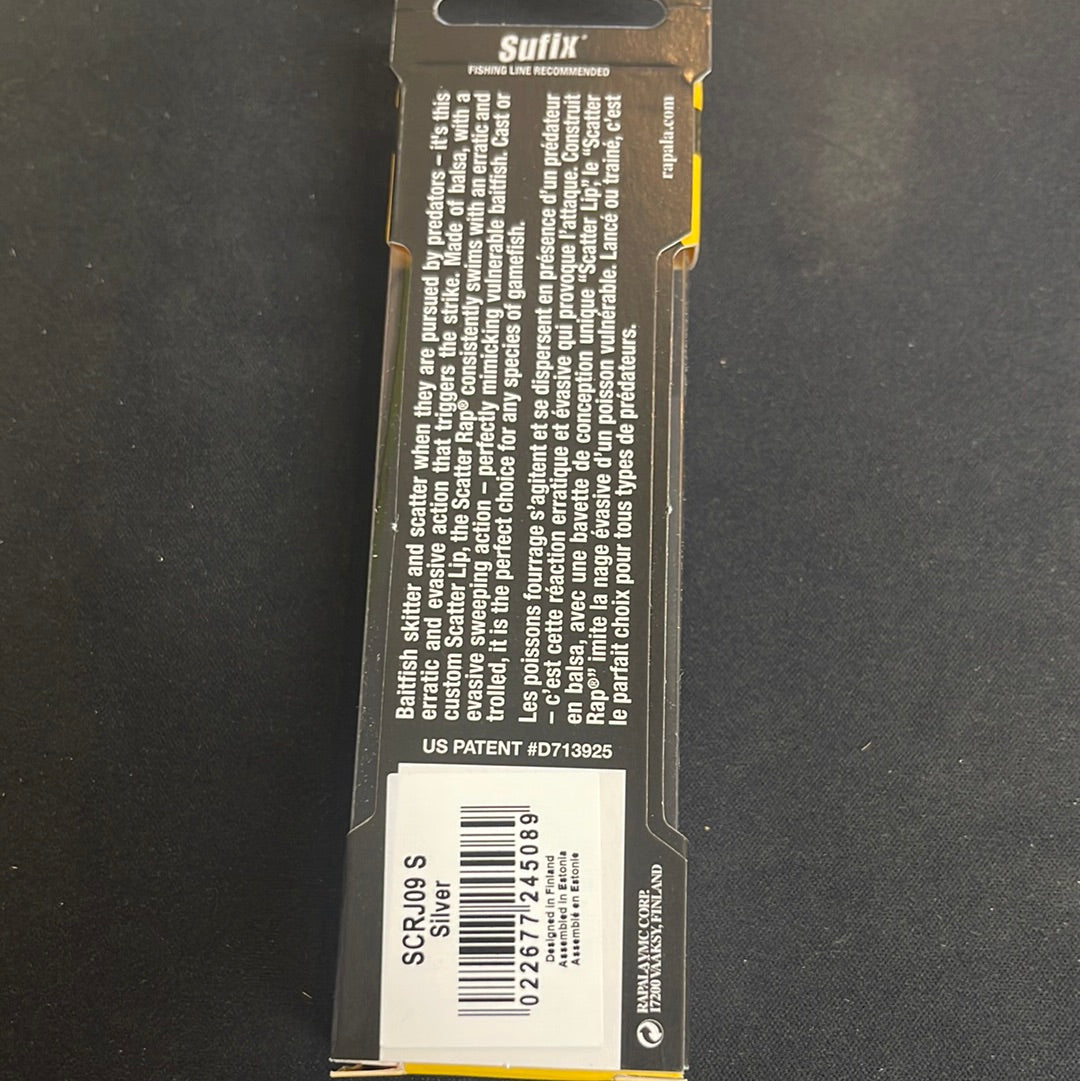 Sufix®
FISHING LINE RECOMMENDED
Baitfish skitter and scatter when they are pursued by predators – it's this
erratic and evasive action that triggers the strike. Made of balsa, with a
custom Scatter Lip, the Scatter Rap® consistently swims with an erratic and
evasive sweeping action – perfectly mimicking vulnerable baitfish. Cast or
trolled, it is the perfect choice for any species of gamefish.
Les poissons fourrage s'agitent et se dispersent en présence d'un prédateur
– c'est cette réaction erratique et évasive qui provoque l'attaque. Construit
en balsa, avec une bavette de conception unique “Scatter Lip”, le “Scatter
Rap®” imite la nage évasive d'un poisson vulnérable. Lancé ou trainé, c'est
le parfait choix pour tous types de prédateurs.
rapala.com
US PATENT #D713925
SCRJ09 S
Silver
022677245089
Designed in Finland
Assembled in Estonia
Assemblé en Estonie
RAPALA VMC CORP.
17200 VÄÄKSY, FINLAND